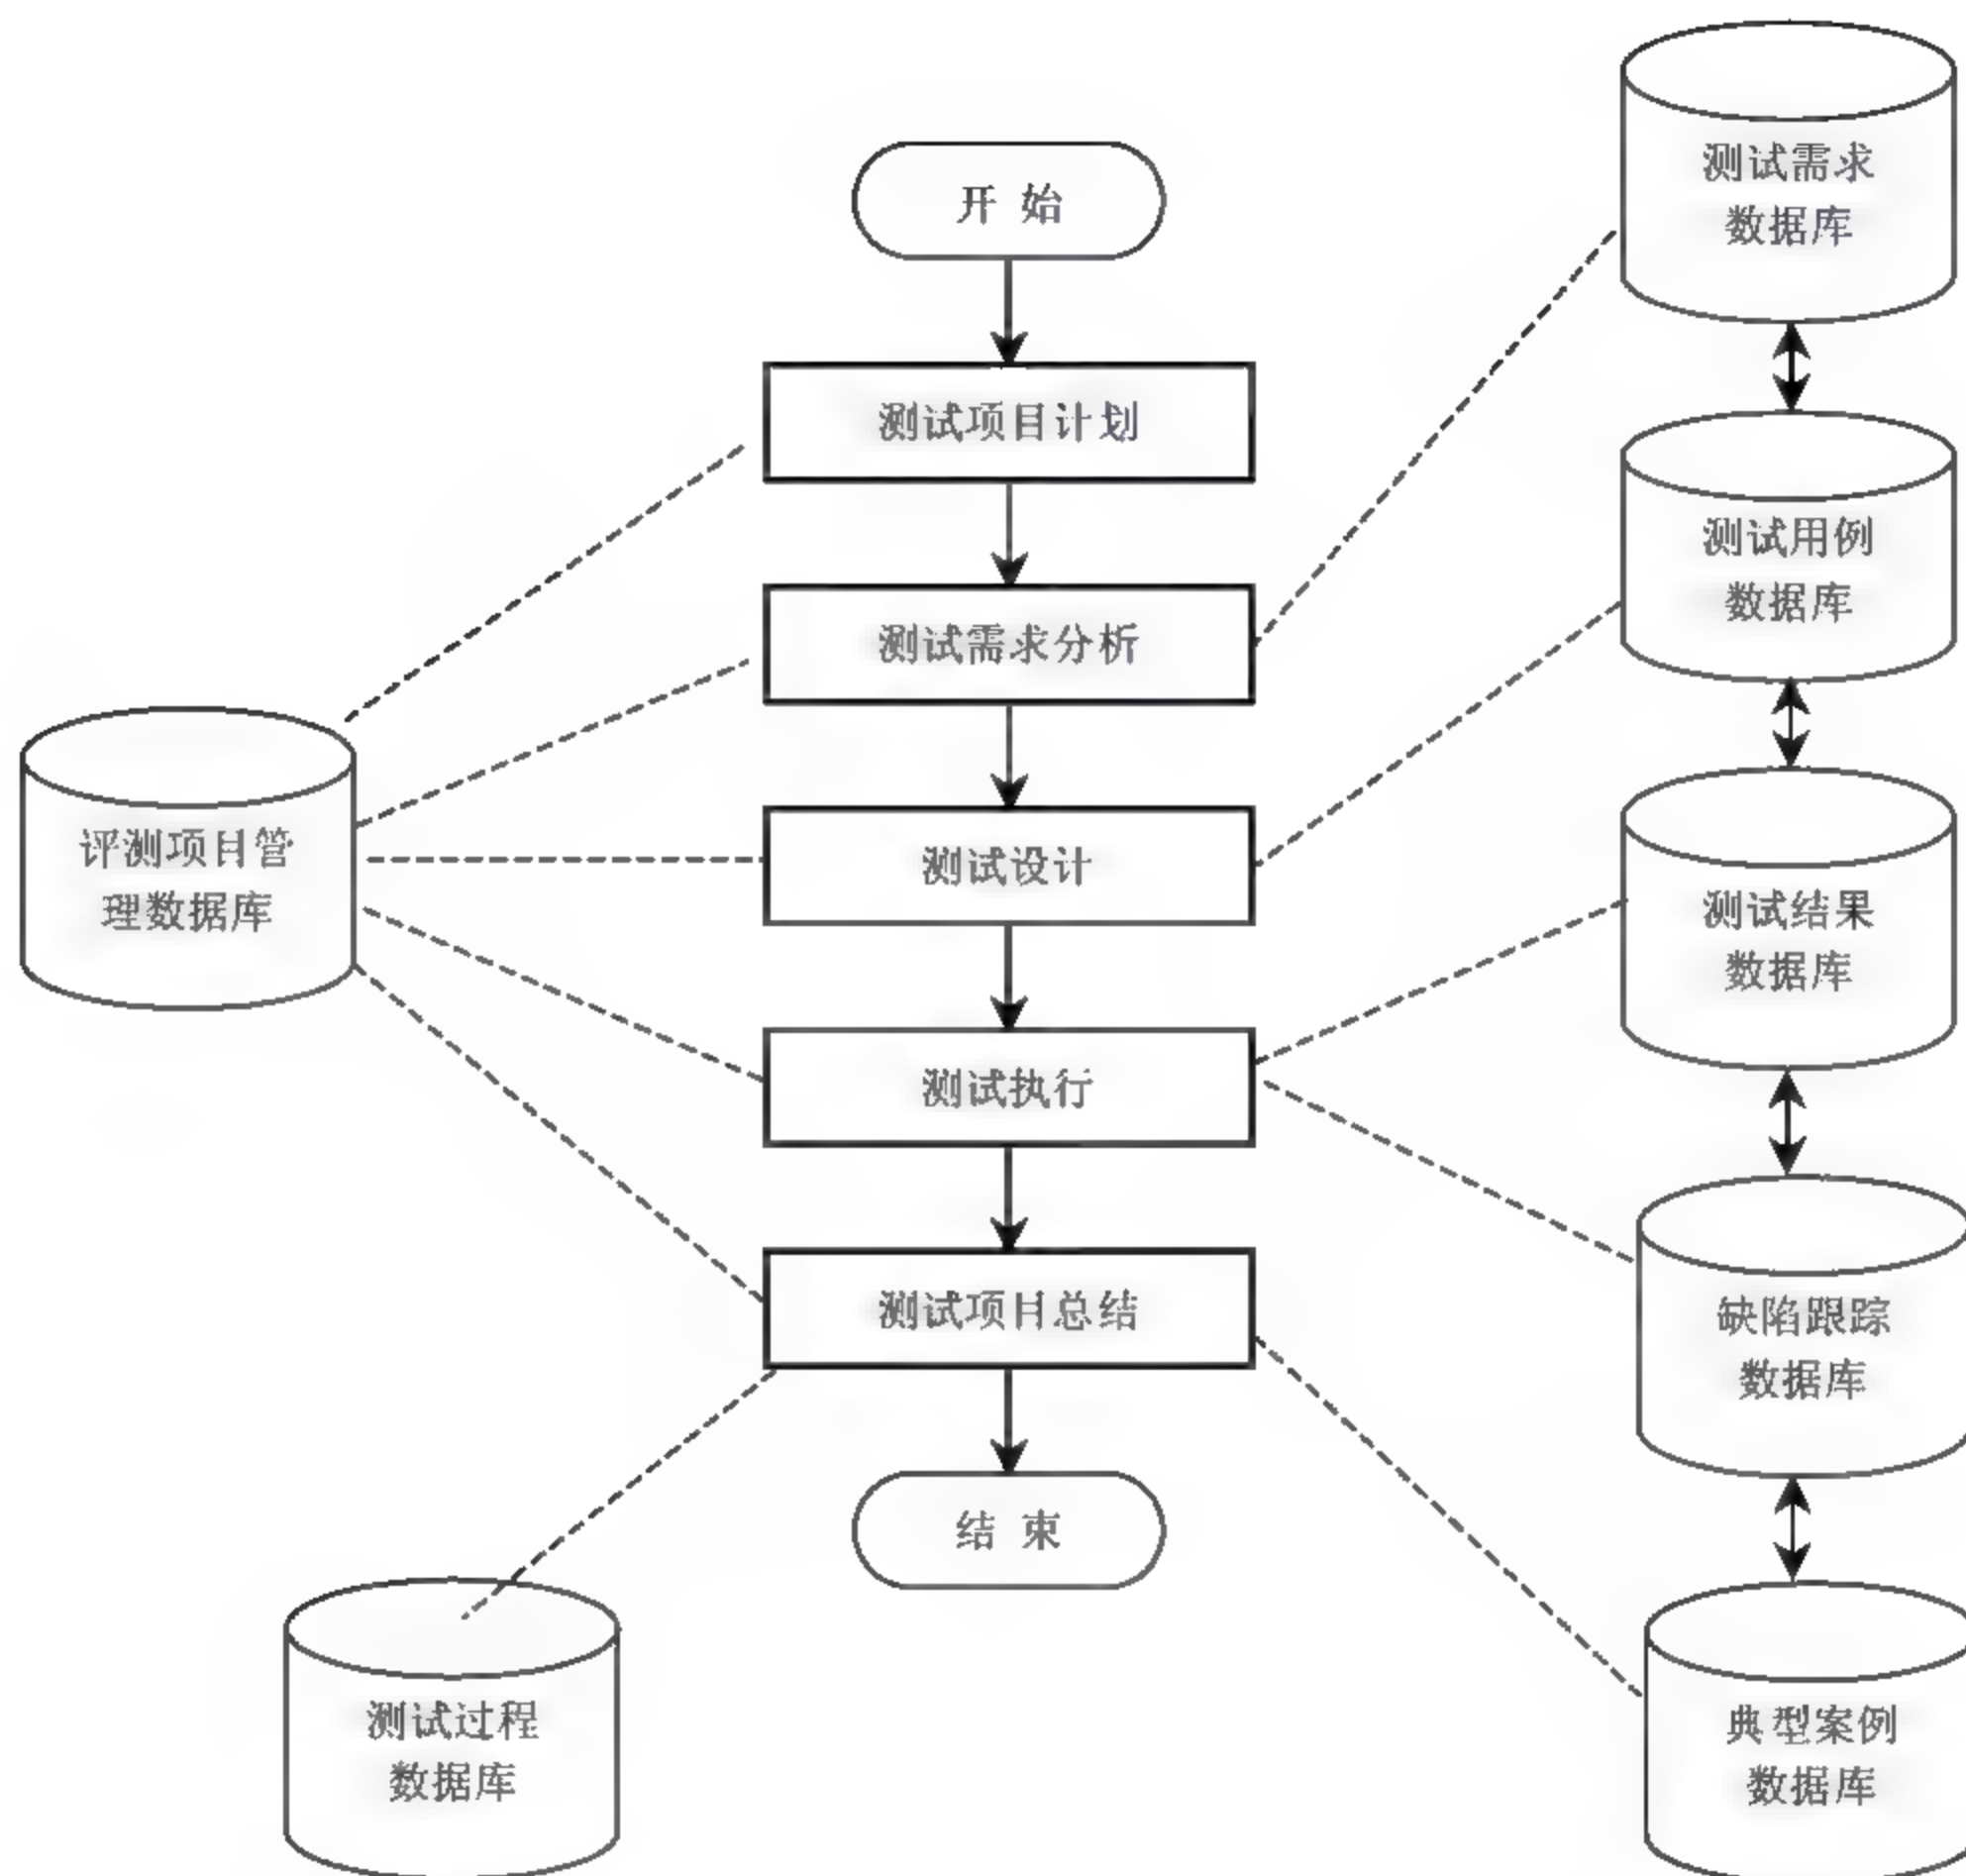 开 始
测试项目计划
测试需求分析
测试设计
测试执行
测试项目总结
结 束
评测项目管
理数据库
测试过程
数据库
测试需求
数据库
测试用例
数据库
测试结果
数据库
缺陷跟踪
数据库
典型案例
数据库